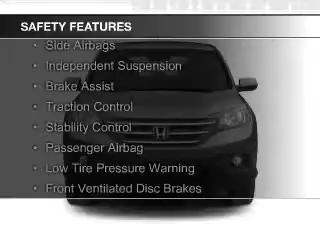 SAFETY FEATURES
• Side Airbags
• Independent Suspension
• Brake Assist
• Traction Control
• Stability Control
• Passenger Airbag
• Low Tire Pressure Warning
• Front Ventilated Disc Brakes